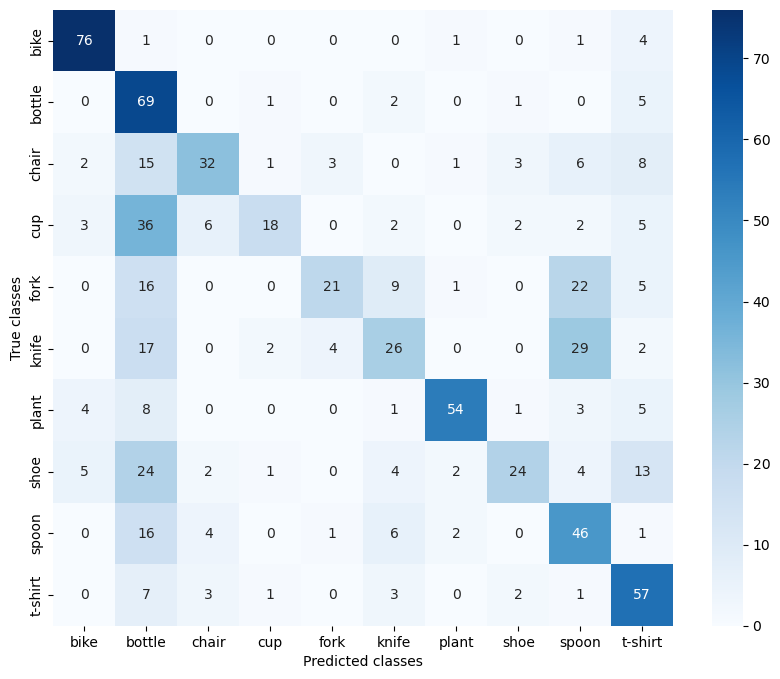 bike 76 1 0 0 0 0 1 0 1 4
bottle 0 69 0 1 0 2 0 1 0 5
chair 2 15 32 1 3 0 1 3 6 8
cup 3 36 6 18 0 2 0 2 2 5
fork 0 16 0 0 21 9 1 0 22 5
knife 0 17 0 2 4 26 0 0 29 2
plant 4 8 0 0 0 1 54 1 3 5
shoe 5 24 2 1 0 4 2 24 4 13
spoon 0 16 4 0 1 6 2 0 46 1
t-shirt 0 7 3 1 0 3 0 2 1 57
bike bottle chair cup fork knife plant shoe spoon t-shirt
Predicted classes
True classes
70
60
50
40
30
20
10
0